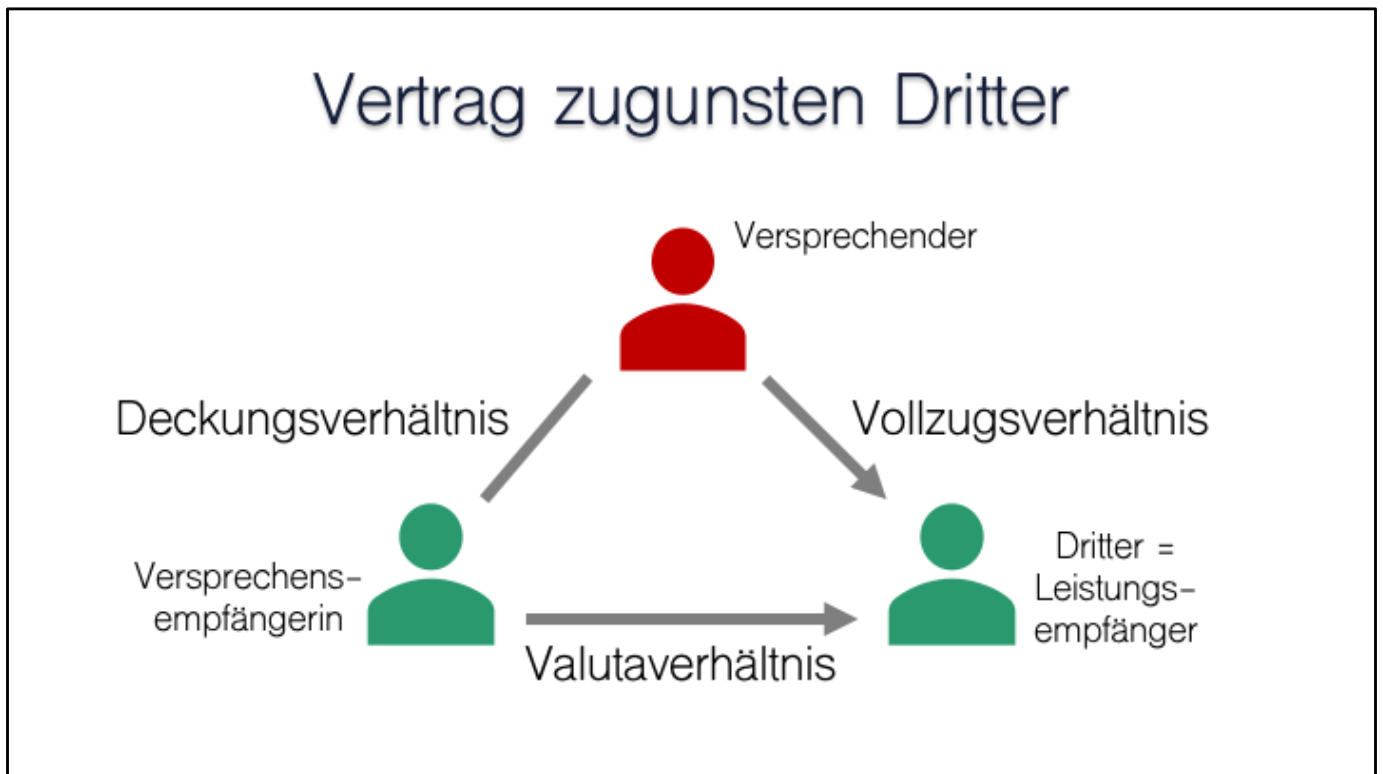 Vertrag zugunsten Dritter
Versprechender
Deckungsverhältnis
Vollzugsverhältnis
Versprechens-
empfängerin
Dritter =
Leistungs-
empfänger
Valutaverhältnis